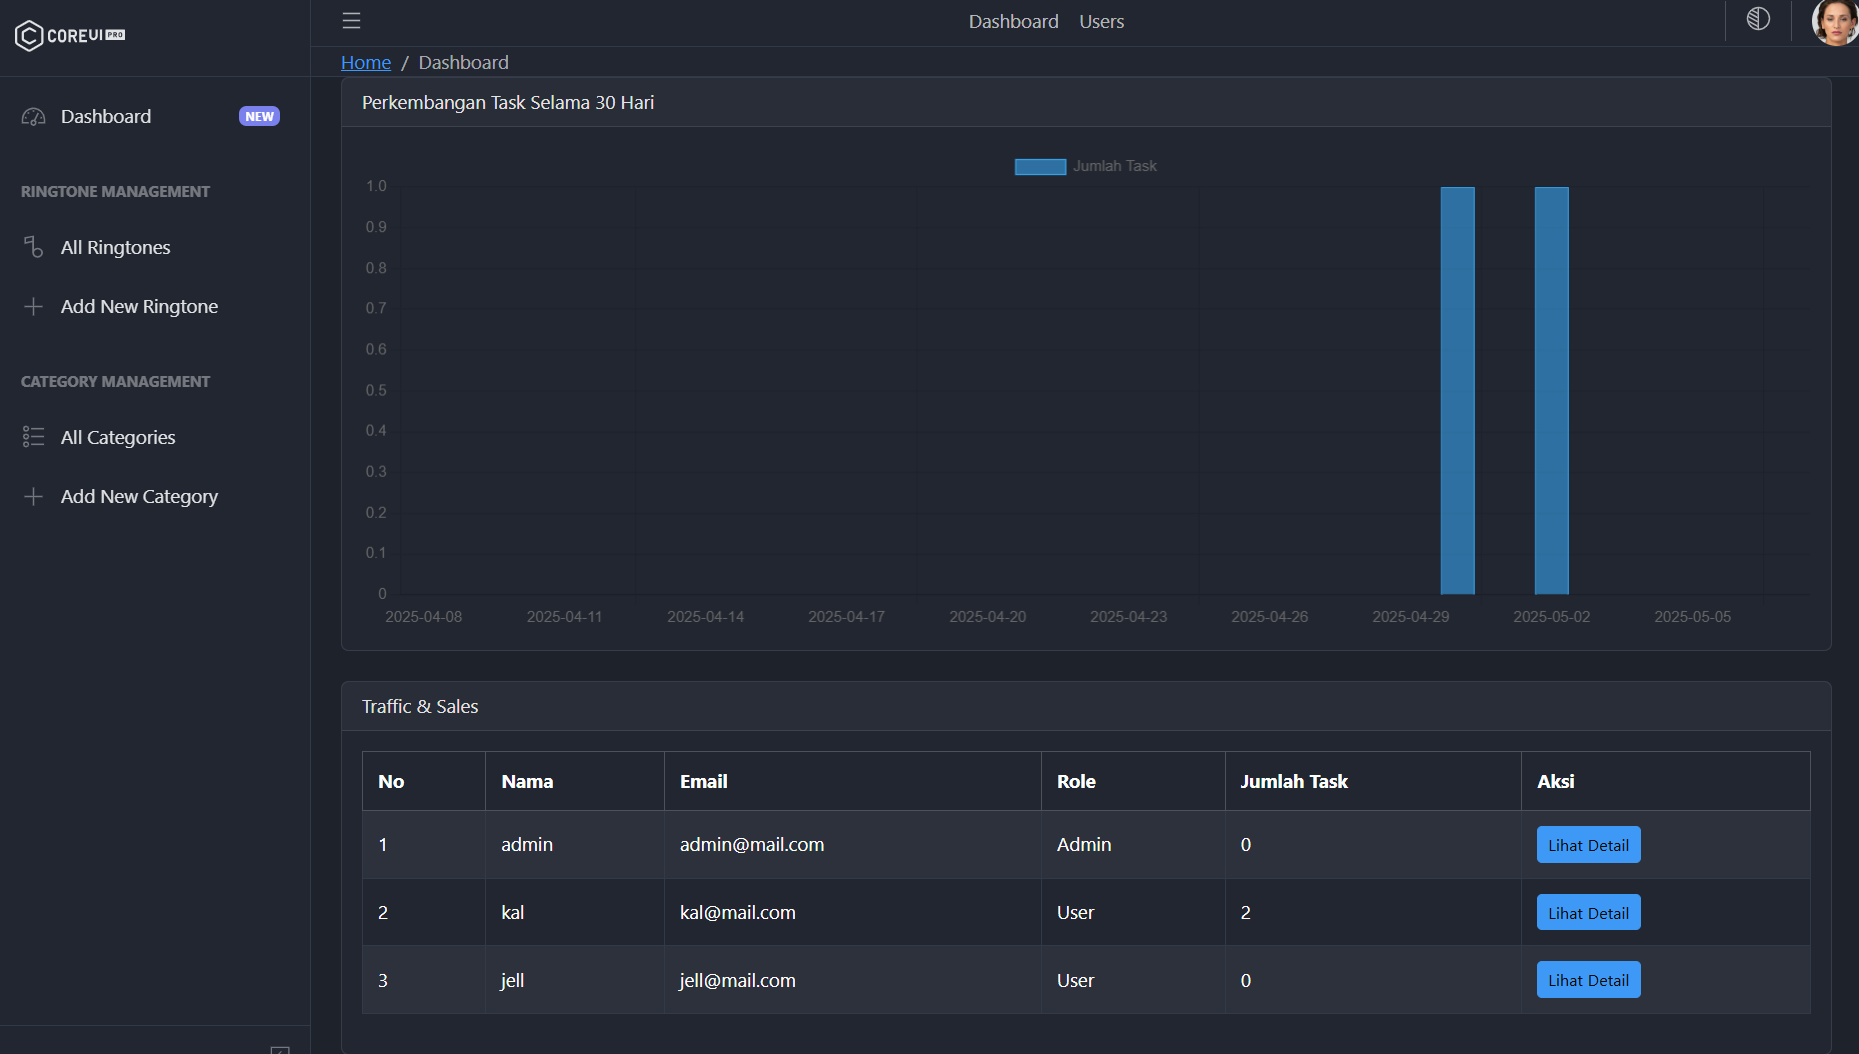 COREUI PRO
Dashboard NEW
RINGTONE MANAGEMENT
All Ringtones
Add New Ringtone
CATEGORY MANAGEMENT
All Categories
Add New Category
Dashboard Users
Home / Dashboard
Perkembangan Task Selama 30 Hari
Jumlah Task
1.0
0.9
0.8
0.7
0.6
0.5
0.4
0.3
0.2
0.1
0
2025-04-08 2025-04-11 2025-04-14 2025-04-17 2025-04-20 2025-04-23 2025-04-26 2025-04-29 2025-05-02 2025-05-05
Traffic & Sales
No Nama Email Role Jumlah Task Aksi
1 admin admin@mail.com Admin 0 Lihat Detail
2 kal kal@mail.com User 2 Lihat Detail
3 jell jell@mail.com User 0 Lihat Detail